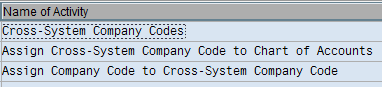 Name of Activity
Cross-System Company Codes
Assign Cross-System Company Code to Chart of Accounts
Assign Company Code to Cross-System Company Code